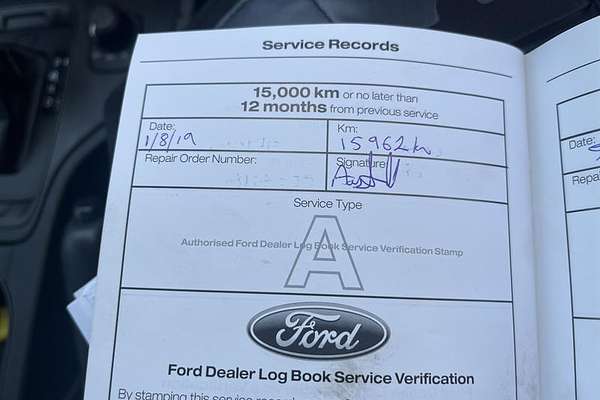 Service Records
15,000 km or no later than
12 months from previous service
Date:
1/8/19
Km:
15962km
Repair Order Number:
Signature
Service Type
A
Authorised Ford Dealer Log Book Service Verification Stamp
Ford
Ford Dealer Log Book Service Verification
By stamping this service record
Date:
Repa